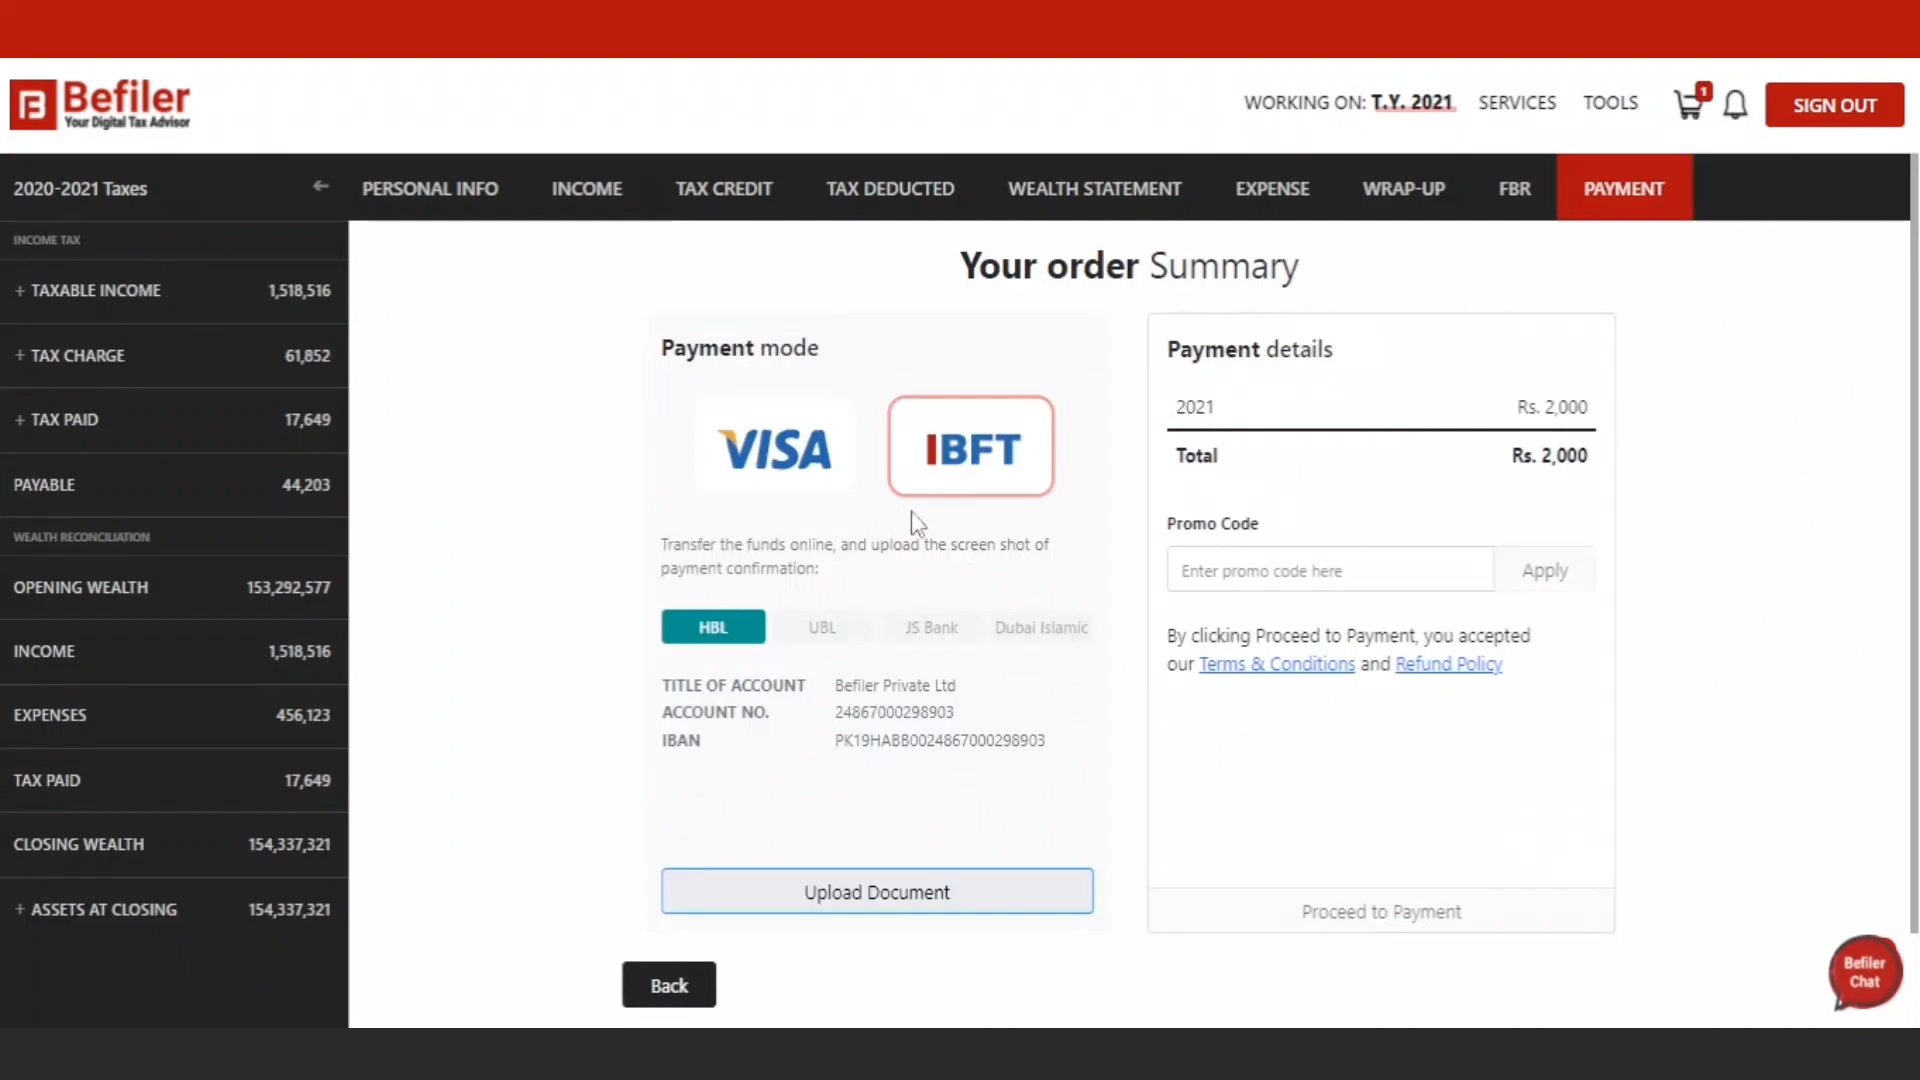 Befiler
Your Digital Tax Advisor
WORKING ON: T.Y. 2021 SERVICES TOOLS 1 SIGN OUT
2020-2021 Taxes
PERSONAL INFO INCOME TAX CREDIT TAX DEDUCTED WEALTH STATEMENT EXPENSE WRAP-UP FBR PAYMENT
INCOME TAX
+ TAXABLE INCOME 1,518,516
+ TAX CHARGE 61,852
+ TAX PAID 17,649
PAYABLE 44,203
WEALTH RECONCILIATION
OPENING WEALTH 153,292,577
INCOME 1,518,516
EXPENSES 456,123
TAX PAID 17,649
CLOSING WEALTH 154,337,321
+ ASSETS AT CLOSING 154,337,321
Your order Summary
Payment mode
VISA IBFT
Transfer the funds online, and upload the screen shot of
payment confirmation:
HBL UBL JS Bank Dubai Islamic
TITLE OF ACCOUNT Befiler Private Ltd
ACCOUNT NO. 24867000298903
IBAN PK19HABB0024867000298903
Upload Document
Back
Payment details
2021 Rs. 2,000
Total Rs. 2,000
Promo Code
Enter promo code here Apply
By clicking Proceed to Payment, you accepted
our Terms & Conditions and Refund Policy
Proceed to Payment
Befiler
Chat